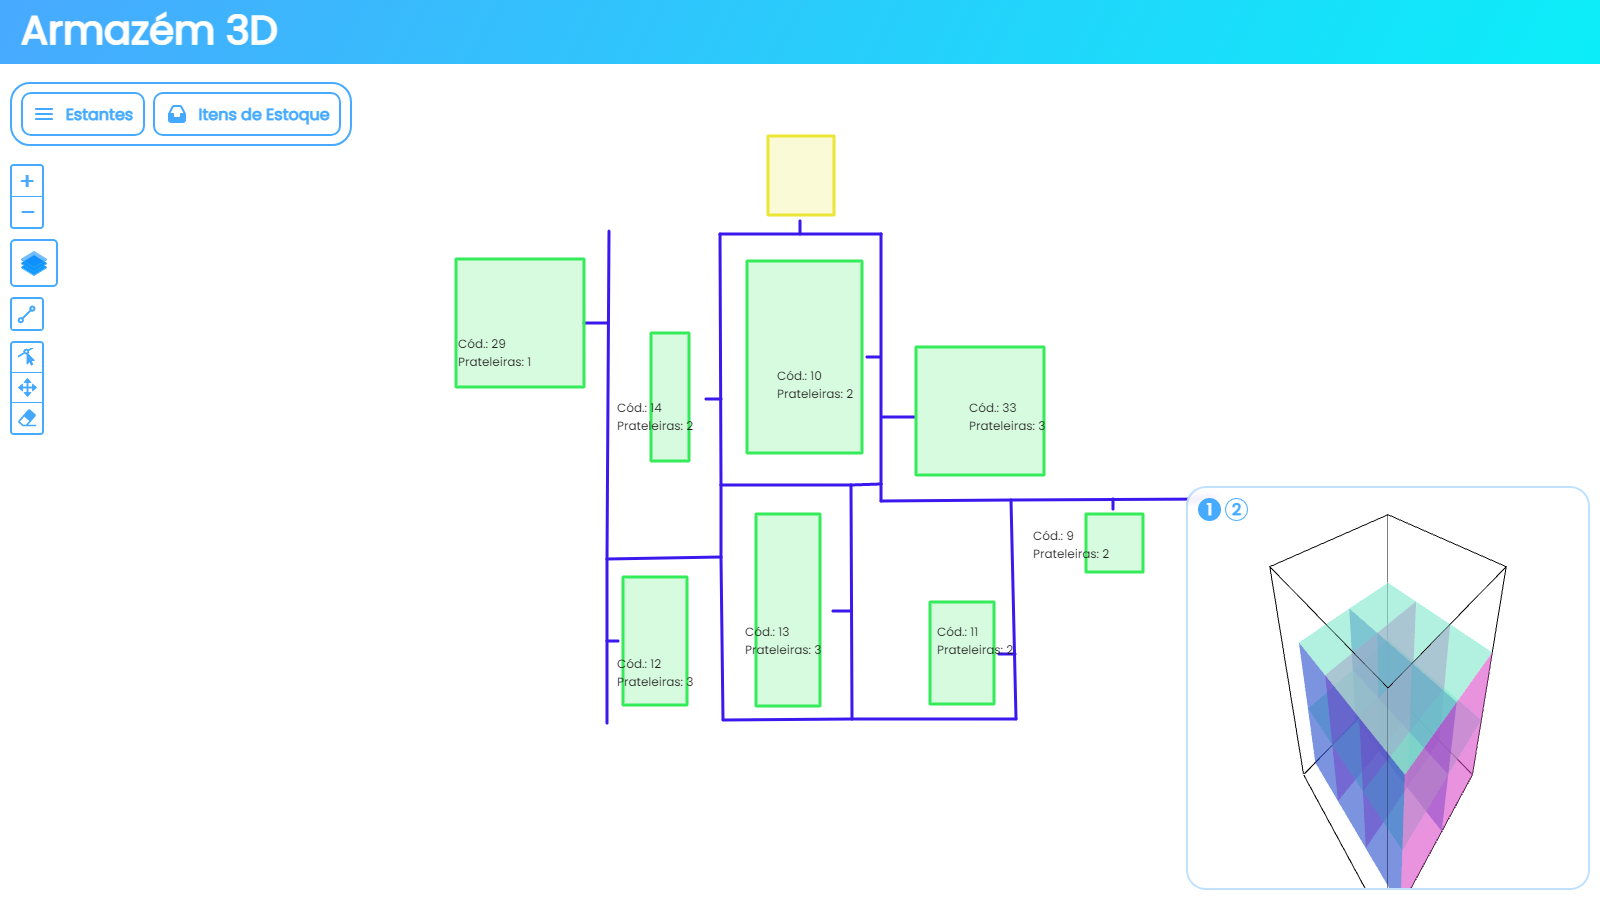 Armazém 3D
Estantes
Itens de Estoque
+
−
Cód.: 29
Prateleiras: 1
Cód.: 14
Prateleiras: 2
Cód.: 10
Prateleiras: 2
Cód.: 33
Prateleiras: 3
Cód.: 9
Prateleiras: 2
Cód.: 13
Prateleiras: 3
Cód.: 11
Prateleiras: 2
Cód.: 12
Prateleiras: 3
1 2